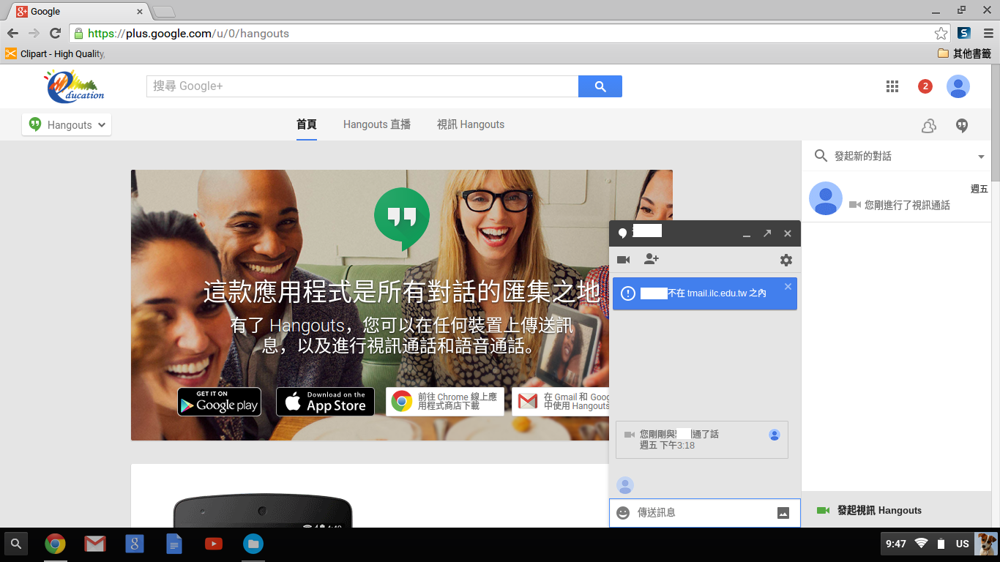 Google
https://plus.google.com/u/0/hangouts
Clipart - High Quality,
其他書籤
ducation
搜尋 Google+
2
Hangouts
首頁
Hangouts 直播
視訊 Hangouts
發起新的對話
週五
您剛進行了視訊通話
這款應用程式是所有對話的匯集之地
有了 Hangouts，您可以在任何裝置上傳送訊
息，以及進行視訊通話和語音通話。
GET IT ON
Google play
Download on the
App Store
前往 Chrome 線上應
用程式商店下載
在 Gmail 和 Goog
中使用 Hangouts
不在 tmail.ilc.edu.tw 之內
您剛剛與 通了話
週五 下午3:18
傳送訊息
發起視訊 Hangouts
9:47
US